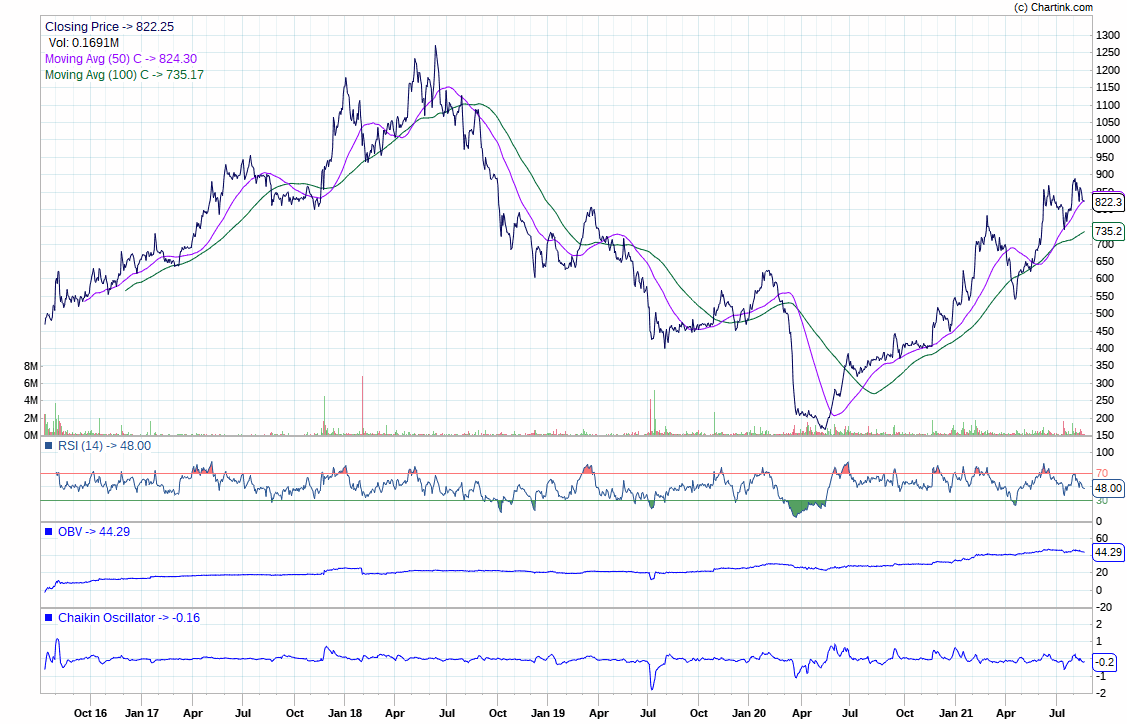 (c) Chartink.com
Closing Price -> 822.25
Vol: 0.1691M
Moving Avg (50) C -> 824.30
Moving Avg (100) C -> 735.17
1300
1250
1200
1150
1100
1050
1000
950
900
822.3
735.2
700
650
600
550
500
450
400
350
300
250
200
150
8M
6M
4M
2M
0M
RSI (14) -> 48.00
100
70
48.00
30
0
OBV -> 44.29
60
44.29
20
0
-20
Chaikin Oscillator -> -0.16
2
1
-0.2
-1
-2
Oct 16 Jan 17 Apr Jul Oct Jan 18 Apr Jul Oct Jan 19 Apr Jul Oct Jan 20 Apr Jul Oct Jan 21 Apr Jul